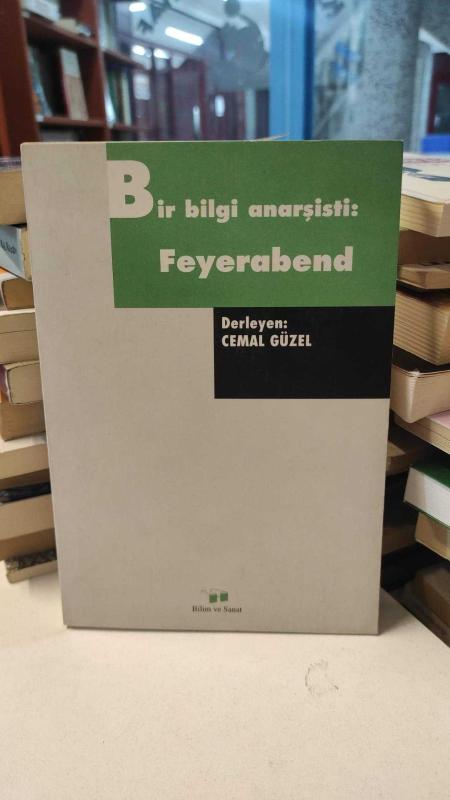 Bir bilgi anarşisti:
Feyerabend
Derleyen:
CEMAL GÜZEL
Bilim ve Sanat